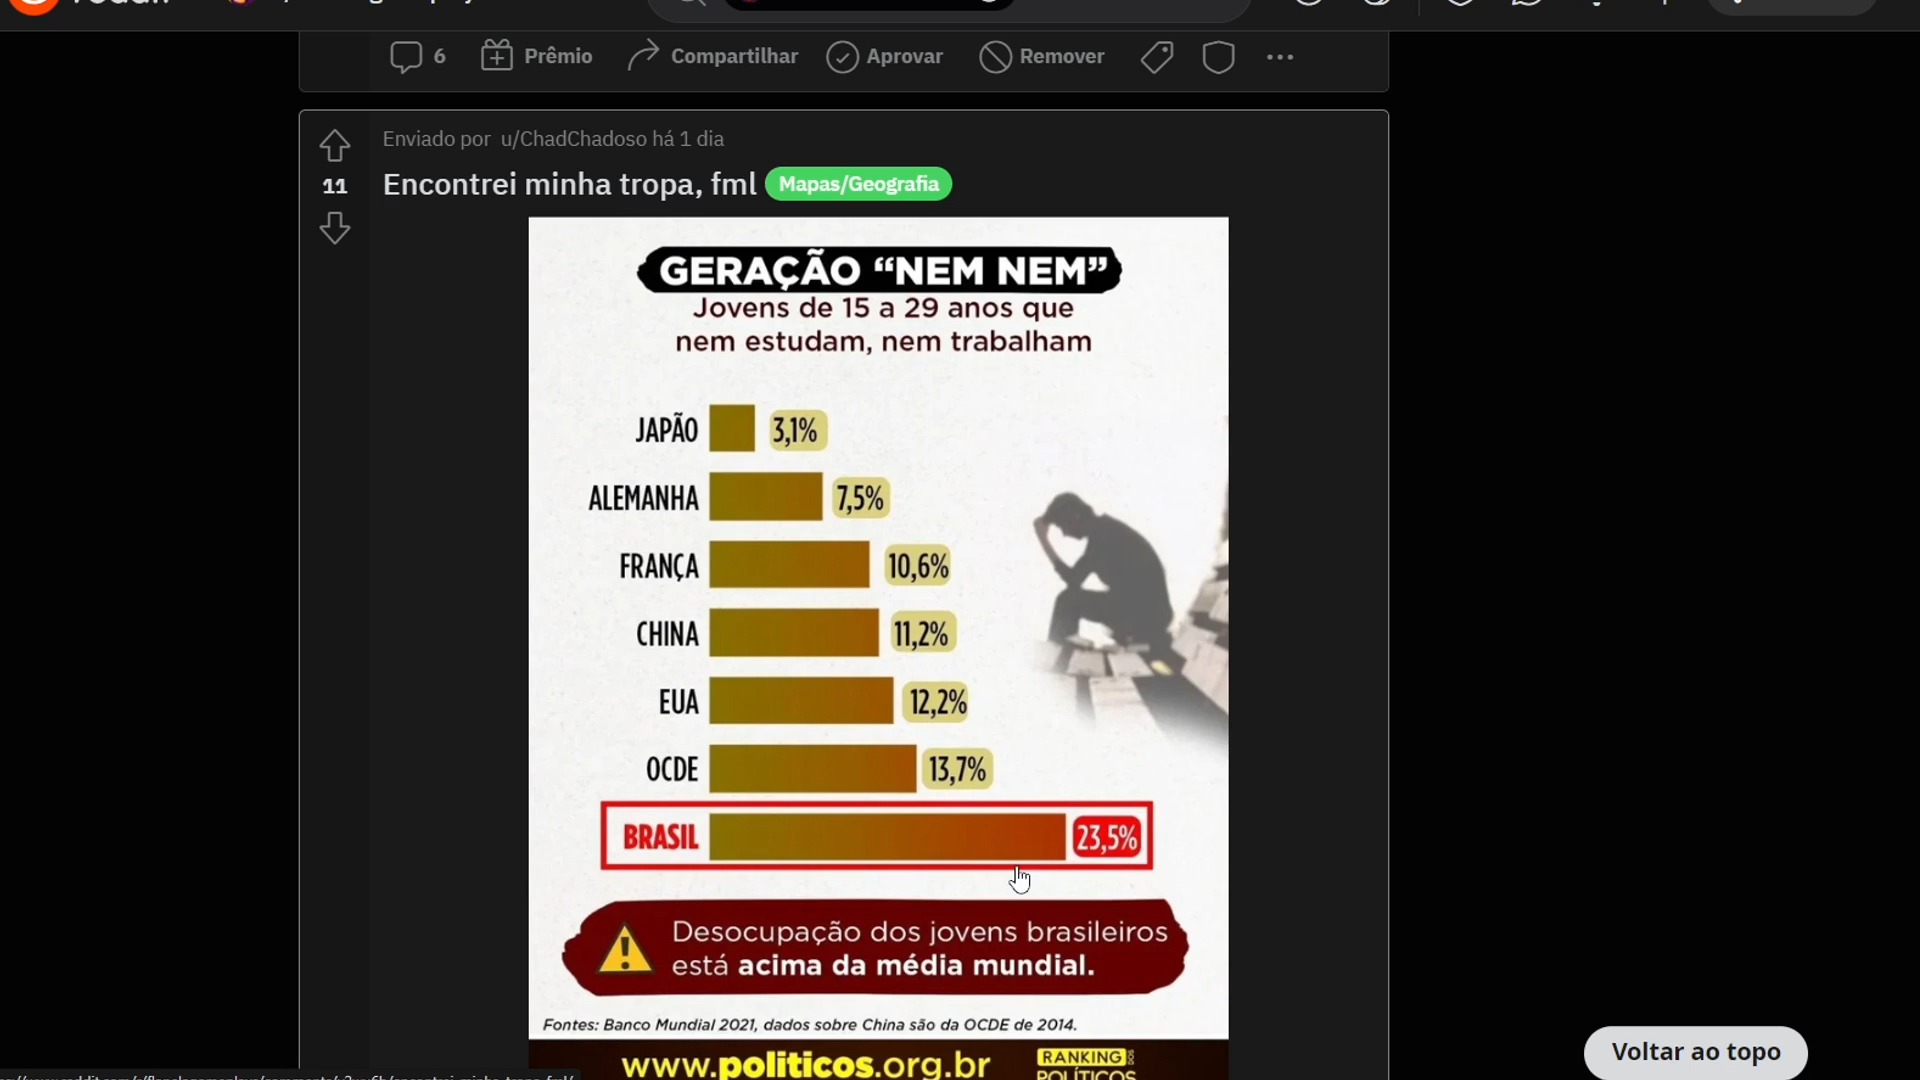 6 Prêmio Compartilhar Aprovar Remover
Enviado por u/ChadChadoso há 1 dia
11
Encontrei minha tropa, fml Mapas/Geografia
GERAÇÃO “NEM NEM”
Jovens de 15 a 29 anos que
nem estudam, nem trabalham
JAPÃO 3,1%
ALEMANHA 7,5%
FRANÇA 10,6%
CHINA 11,2%
EUA 12,2%
OCDE 13,7%
BRASIL 23,5%
Desocupação dos jovens brasileiros
está acima da média mundial.
Fontes: Banco Mundial 2021, dados sobre China são da OCDE de 2014.
www.politicos.org.br
RANKING DOS
POLÍTICOS
Voltar ao topo